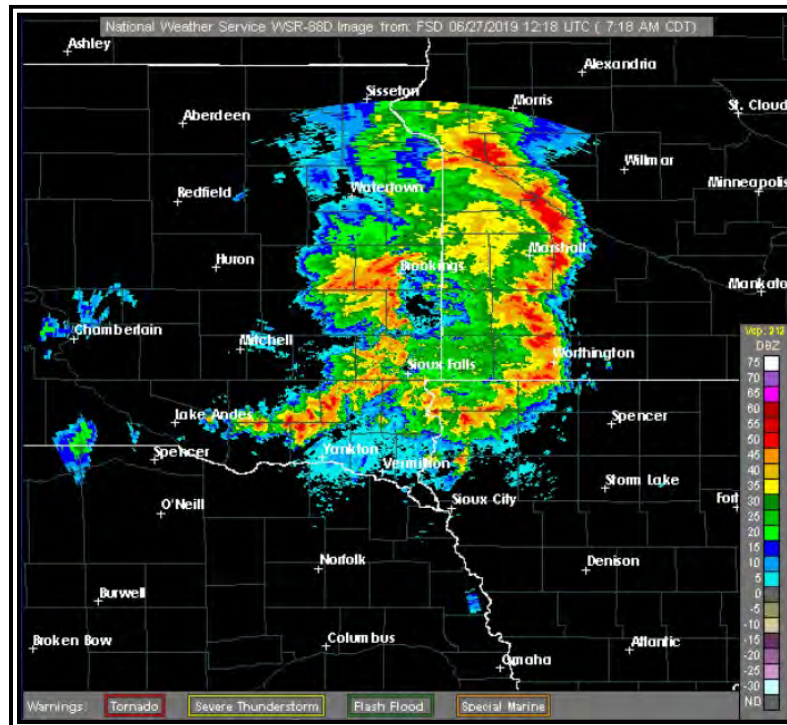 National Weather Service WSR-88D Image from: FSD 06/27/2019 12:18 UTC ( 7:18 AM CDT)
Ashley
Alexandria
Sisseton
Morris
St. Cloud
Aberdeen
Willmar
Watertown
Minneapolis
Redfield
Marshall
Huron
Brookings
Mankato
Chamberlain
Vcp: 212
DBZ
Mitchell
Worthington
Sioux Falls
Lake Andes
Spencer
Spencer
Yankton
Vermillion
Storm Lake
Sioux City
Fort
O'Neill
Norfolk
Denison
Burwell
Columbus
Broken Bow
Atlantic
Omaha
75
70
65
60
55
50
45
40
35
30
25
20
15
10
5
0
-5
-10
-15
-20
-25
-30
ND
Warnings: Tornado Severe Thunderstorm Flash Flood Special Marine